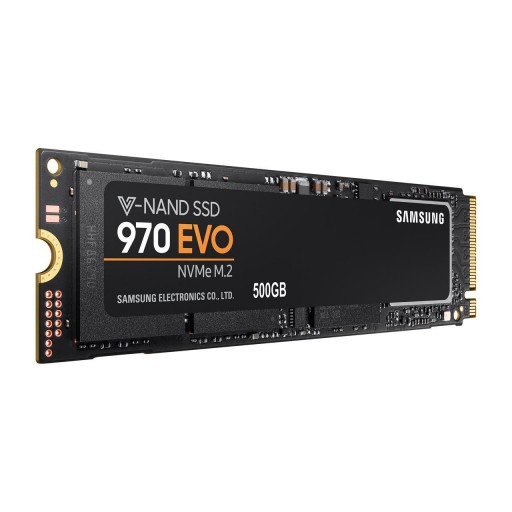 V-NAND SSD
970 EVO
NVMe M.2
SAMSUNG ELECTRONICS CO., LTD.
500GB
SAMSUNG